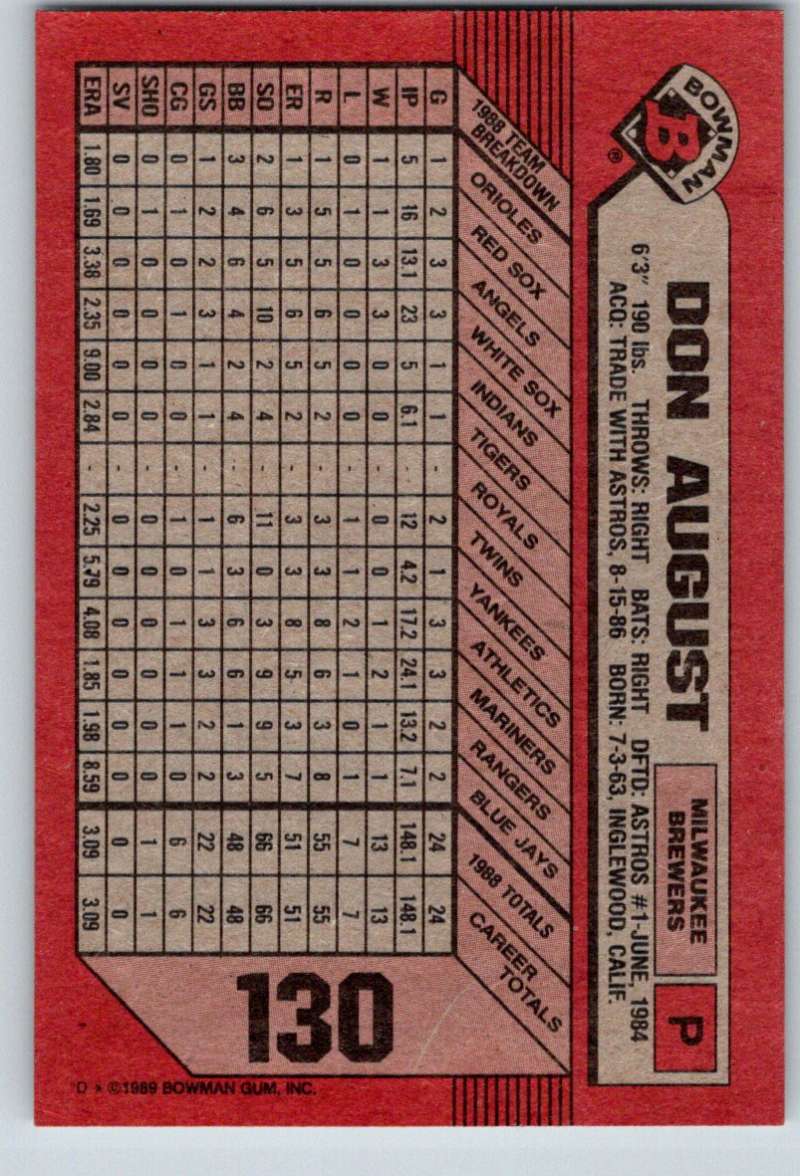 BOWMAN
B
®
DON AUGUST
MILWAUKEE
BREWERS
P
6'3" 190 lbs. THROWS: RIGHT BATS: RIGHT DFTD: ASTROS #1-JUNE, 1984
ACQ: TRADE WITH ASTROS, 8-15-86 BORN: 7-3-63, INGLEWOOD, CALIF.
1988 TEAM BREAKDOWN ORIOLES RED SOX ANGELS WHITE SOX INDIANS TIGERS ROYALS TWINS YANKEES ATHLETICS MARINERS RANGERS BLUE JAYS 1988 TOTALS CAREER TOTALS
G 1 2 3 3 1 1 - 2 1 3 3 2 2 24 24
IP 5 16 13.1 23 5 6.1 - 12 4.2 17.2 24.1 13.2 7.1 148.1 148.1
W 1 1 3 3 0 0 - 0 0 1 2 1 1 13 13
L 0 1 0 0 0 0 - 1 1 2 1 0 1 7 7
R 1 5 5 6 5 2 - 3 3 8 6 3 8 55 55
ER 1 3 5 6 5 2 - 3 3 8 5 3 7 51 51
SO 2 6 5 10 2 4 - 11 0 3 9 9 5 66 66
BB 3 4 6 4 2 4 - 6 3 6 6 1 3 48 48
GS 1 2 2 3 1 1 - 1 1 3 3 2 2 22 22
CG 0 1 0 1 0 0 - 1 0 1 1 1 0 6 6
SHO 0 1 0 0 0 0 - 0 0 0 0 0 0 1 1
SV 0 0 0 0 0 0 - 0 0 0 0 0 0 0 0
ERA 1.80 1.69 3.38 2.35 9.00 2.84 - 2.25 5.79 4.08 1.85 1.98 8.59 3.09 3.09
130
D * ©1989 BOWMAN GUM, INC.